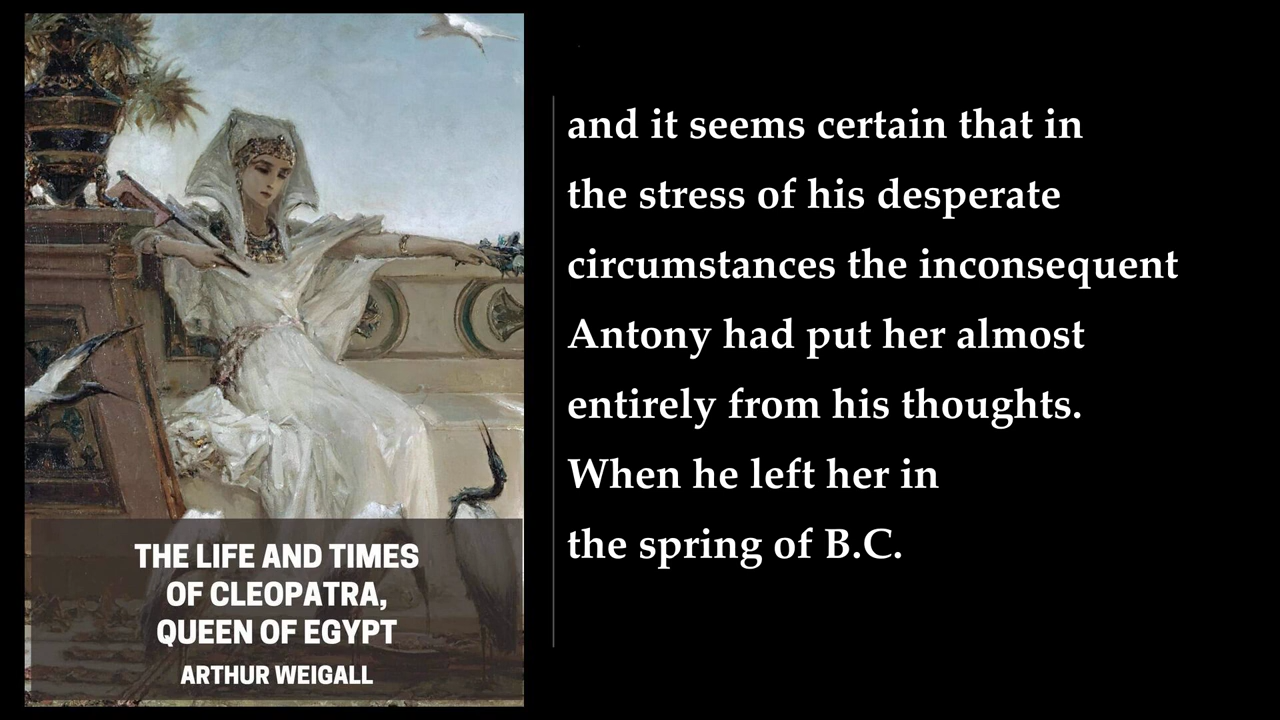 THE LIFE AND TIMES
OF CLEOPATRA,
QUEEN OF EGYPT
ARTHUR WEIGALL
and it seems certain that in
the stress of his desperate
circumstances the inconsequent
Antony had put her almost
entirely from his thoughts.
When he left her in
the spring of B.C.